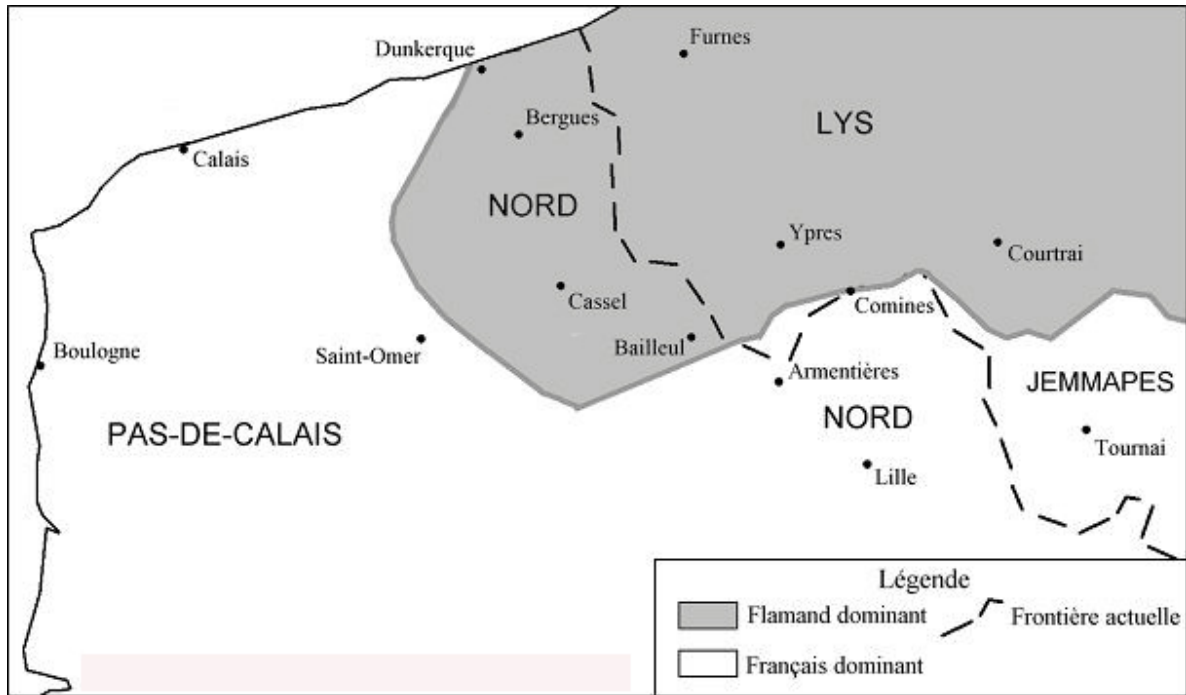 Dunkerque
Furnes
Bergues
LYS
Calais
NORD
Ypres
Courtrai
Cassel
Comines
Saint-Omer
Bailleul
Boulogne
Armentières
JEMMAPES
NORD
PAS-DE-CALAIS
Tournai
Lille
Légende
Flamand dominant
Frontière actuelle
Français dominant